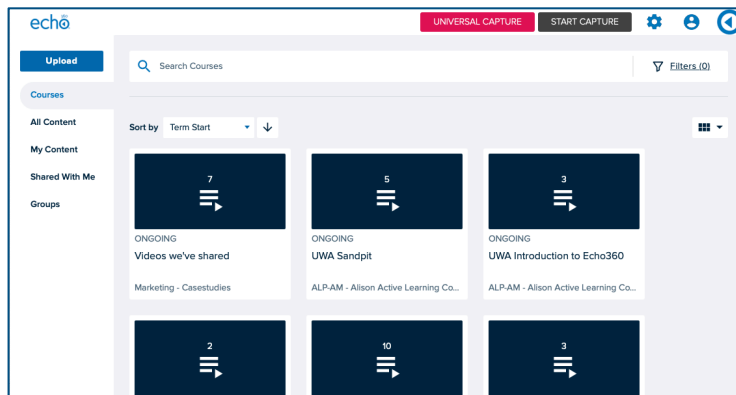 echo360
UNIVERSAL CAPTURE
START CAPTURE
Upload
Search Courses
Filters (0)
Courses
All Content
My Content
Shared With Me
Groups
Sort by Term Start
7
5
3
ONGOING
ONGOING
ONGOING
Videos we've shared
UWA Sandpit
UWA Introduction to Echo360
Marketing - Casestudies
ALP-AM - Alison Active Learning Co...
ALP-AM - Alison Active Learning Co...
2
10
3